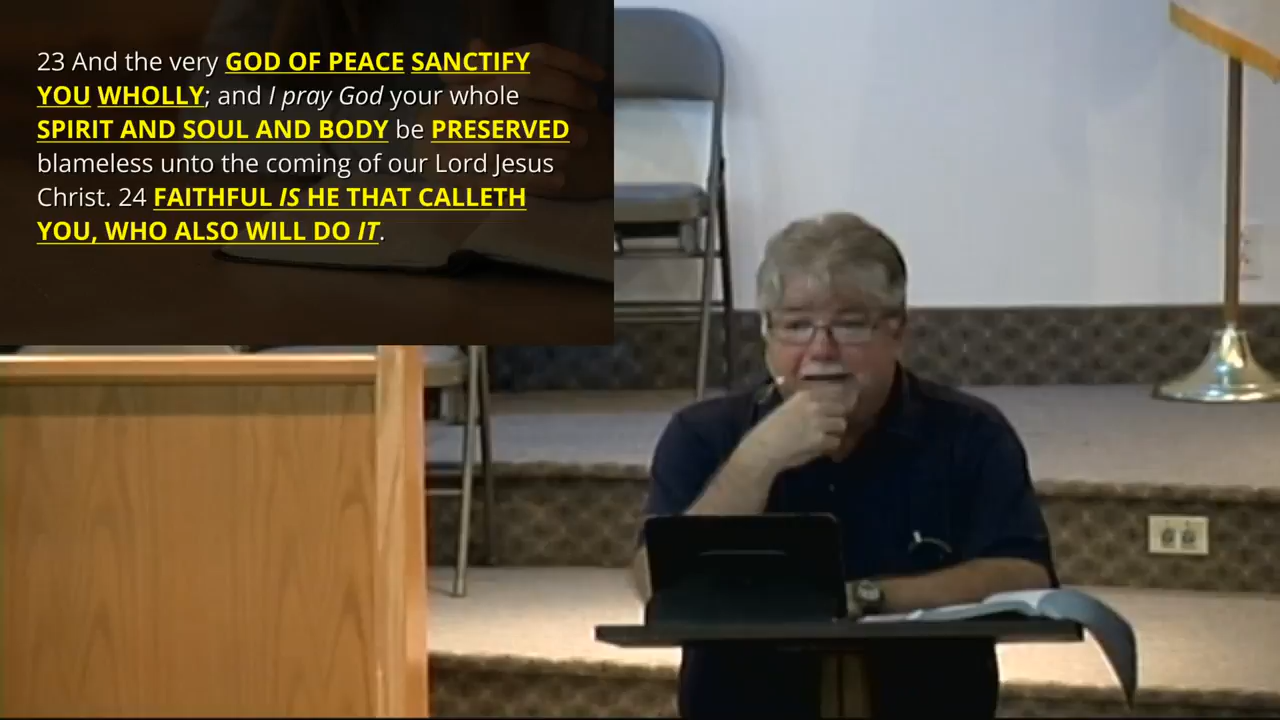 23 And the very GOD OF PEACE SANCTIFY
YOU WHOLLY; and I pray God your whole
SPIRIT AND SOUL AND BODY be PRESERVED
blameless unto the coming of our Lord Jesus
Christ. 24 FAITHFUL IS HE THAT CALLETH
YOU, WHO ALSO WILL DO IT.